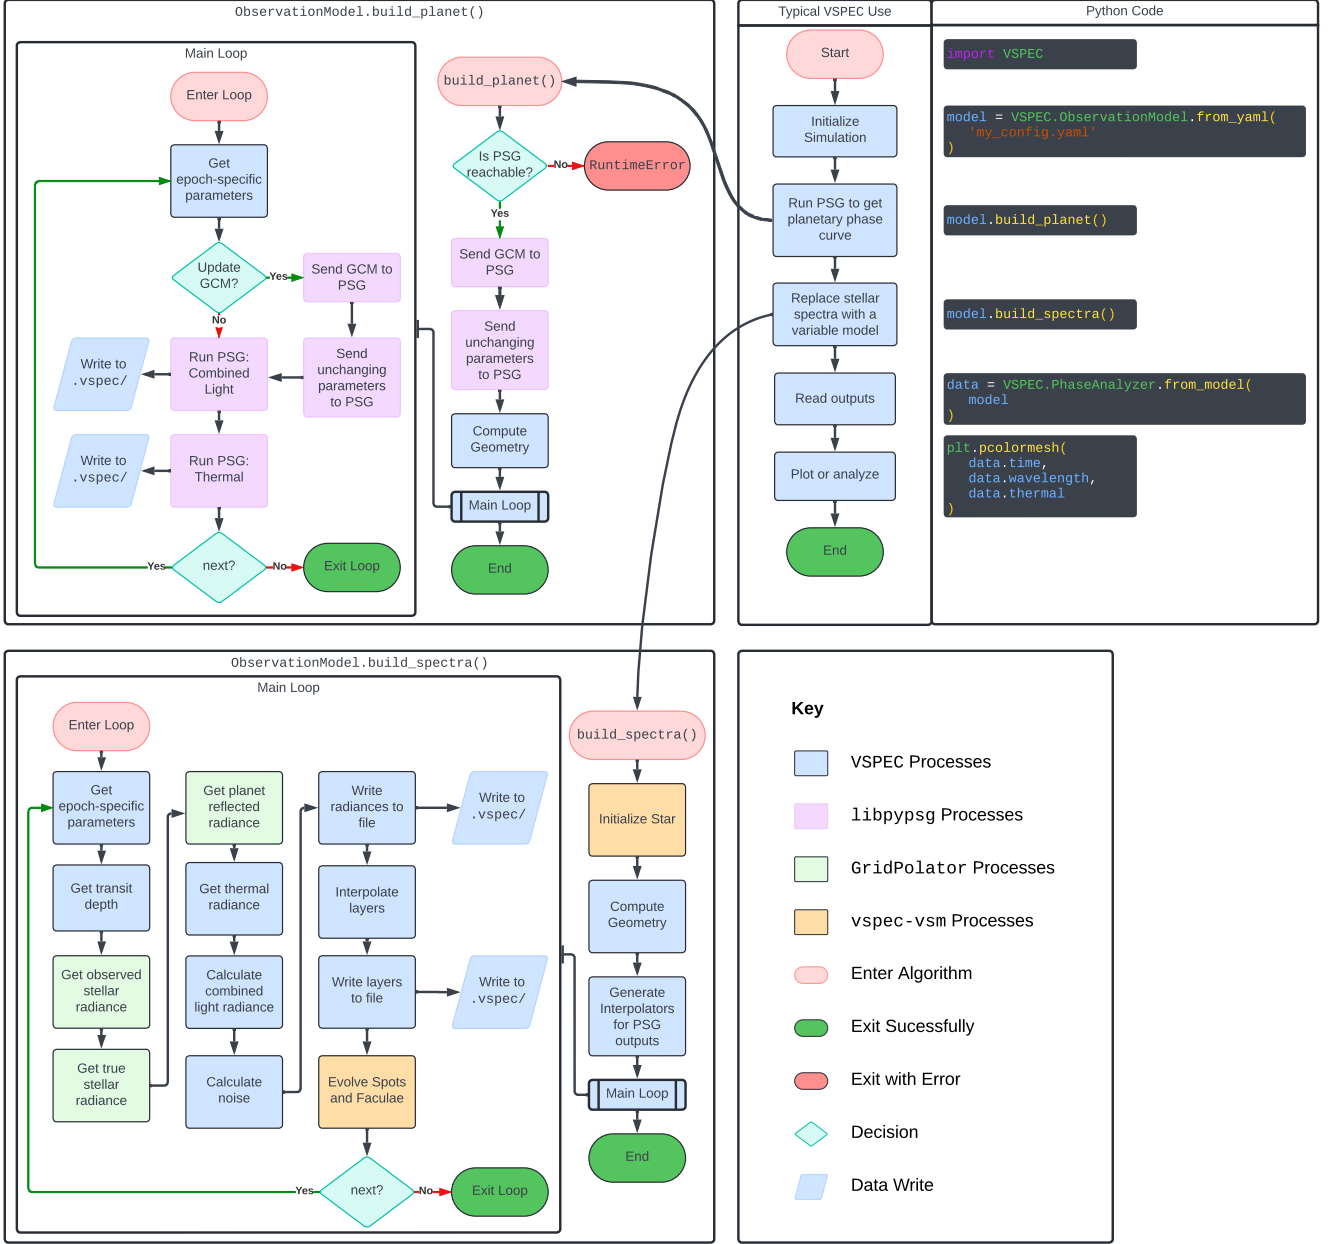 ObservationModel.build_planet()
Main Loop
Enter Loop
Get
epoch-specific
parameters
Update
GCM?
Yes
Send GCM to
PSG
No
Run PSG:
Combined
Light
Send
unchanging
parameters
to PSG
Write to
.vspec/
Run PSG:
Thermal
Write to
.vspec/
next?
Yes
No
Exit Loop
build_planet()
Is PSG
reachable?
No
RuntimeError
Yes
Send GCM to
PSG
Send
unchanging
parameters
to PSG
Compute
Geometry
Main Loop
End
Typical VSPEC Use
Start
Initialize
Simulation
Run PSG to get
planetary phase
curve
Replace stellar
spectra with a
variable model
Read outputs
Plot or analyze
End
Python Code
import VSPEC
model = VSPEC.ObservationModel.from_yaml(
'my_config.yaml'
)
model.build_planet()
model.build_spectra()
data = VSPEC.PhaseAnalyzer.from_model(
model
)
plt.pcolormesh(
data.time,
data.wavelength,
data.thermal
)
ObservationModel.build_spectra()
Main Loop
Enter Loop
Get
epoch-specific
parameters
Get transit
depth
Get observed
stellar
radiance
Get true
stellar
radiance
Get planet
reflected
radiance
Get thermal
radiance
Calculate
combined
light radiance
Calculate
noise
Write
radiances to
file
Write to
.vspec/
Interpolate
layers
Write layers
to file
Write to
.vspec/
Evolve Spots
and Faculae
next?
Yes
No
Exit Loop
build_spectra()
Initialize Star
Compute
Geometry
Generate
Interpolators
for PSG
outputs
Main Loop
End
Key
VSPEC Processes
libpypsg Processes
GridPolator Processes
vspec-vsm Processes
Enter Algorithm
Exit Sucessfully
Exit with Error
Decision
Data Write